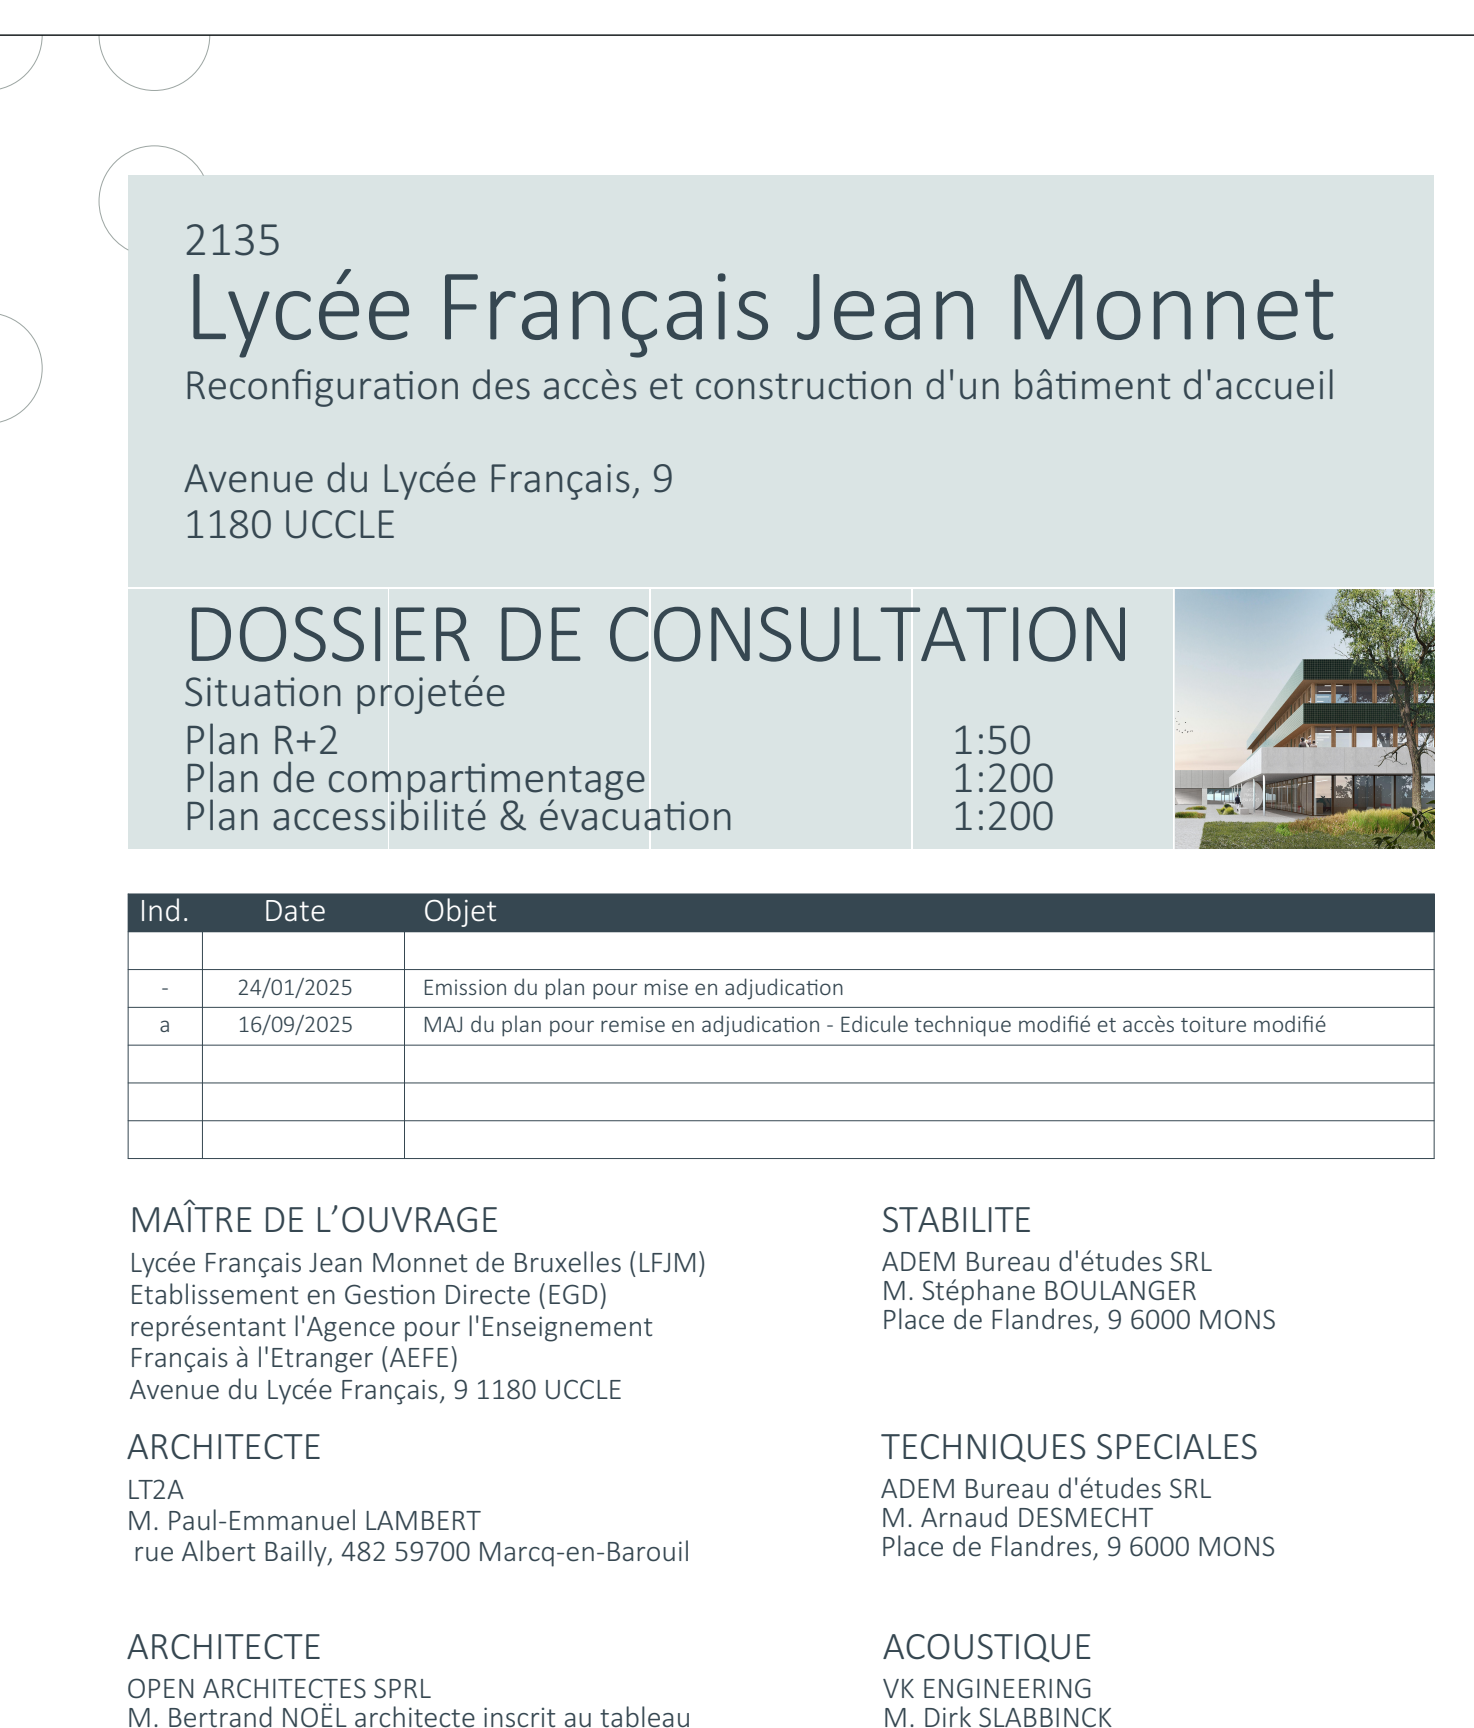 2135
Lycée Français Jean Monnet
Reconfiguration des accès et construction d'un bâtiment d'accueil
Avenue du Lycée Français, 9
1180 UCCLE
DOSSIER DE CONSULTATION
Situation projetée
Plan R+2 1:50
Plan de compartimentage 1:200
Plan accessibilité & évacuation 1:200
Ind. Date Objet
- 24/01/2025 Emission du plan pour mise en adjudication
a 16/09/2025 MAJ du plan pour remise en adjudication - Edicule technique modifié et accès toiture modifié
MAÎTRE DE L’OUVRAGE
Lycée Français Jean Monnet de Bruxelles (LFJM)
Etablissement en Gestion Directe (EGD)
représentant l'Agence pour l'Enseignement
Français à l'Etranger (AEFE)
Avenue du Lycée Français, 9 1180 UCCLE
STABILITE
ADEM Bureau d'études SRL
M. Stéphane BOULANGER
Place de Flandres, 9 6000 MONS
ARCHITECTE
LT2A
M. Paul-Emmanuel LAMBERT
rue Albert Bailly, 482 59700 Marcq-en-Barouil
TECHNIQUES SPECIALES
ADEM Bureau d'études SRL
M. Arnaud DESMECHT
Place de Flandres, 9 6000 MONS
ARCHITECTE
OPEN ARCHITECTES SPRL
M. Bertrand NOËL architecte inscrit au tableau
ACOUSTIQUE
VK ENGINEERING
M. Dirk SLABBINCK